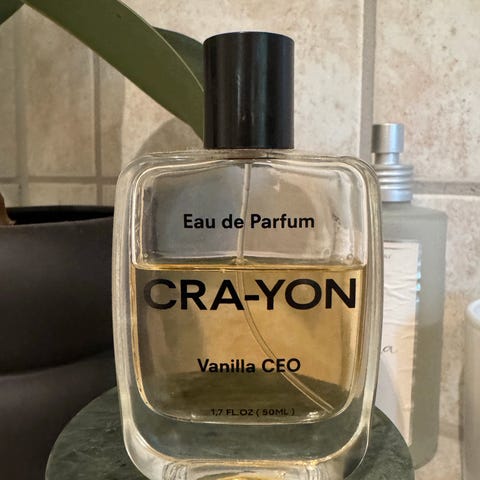 Eau de Parfum
CRA-YON
Vanilla CEO
1,7 FL.OZ ( 50ML )